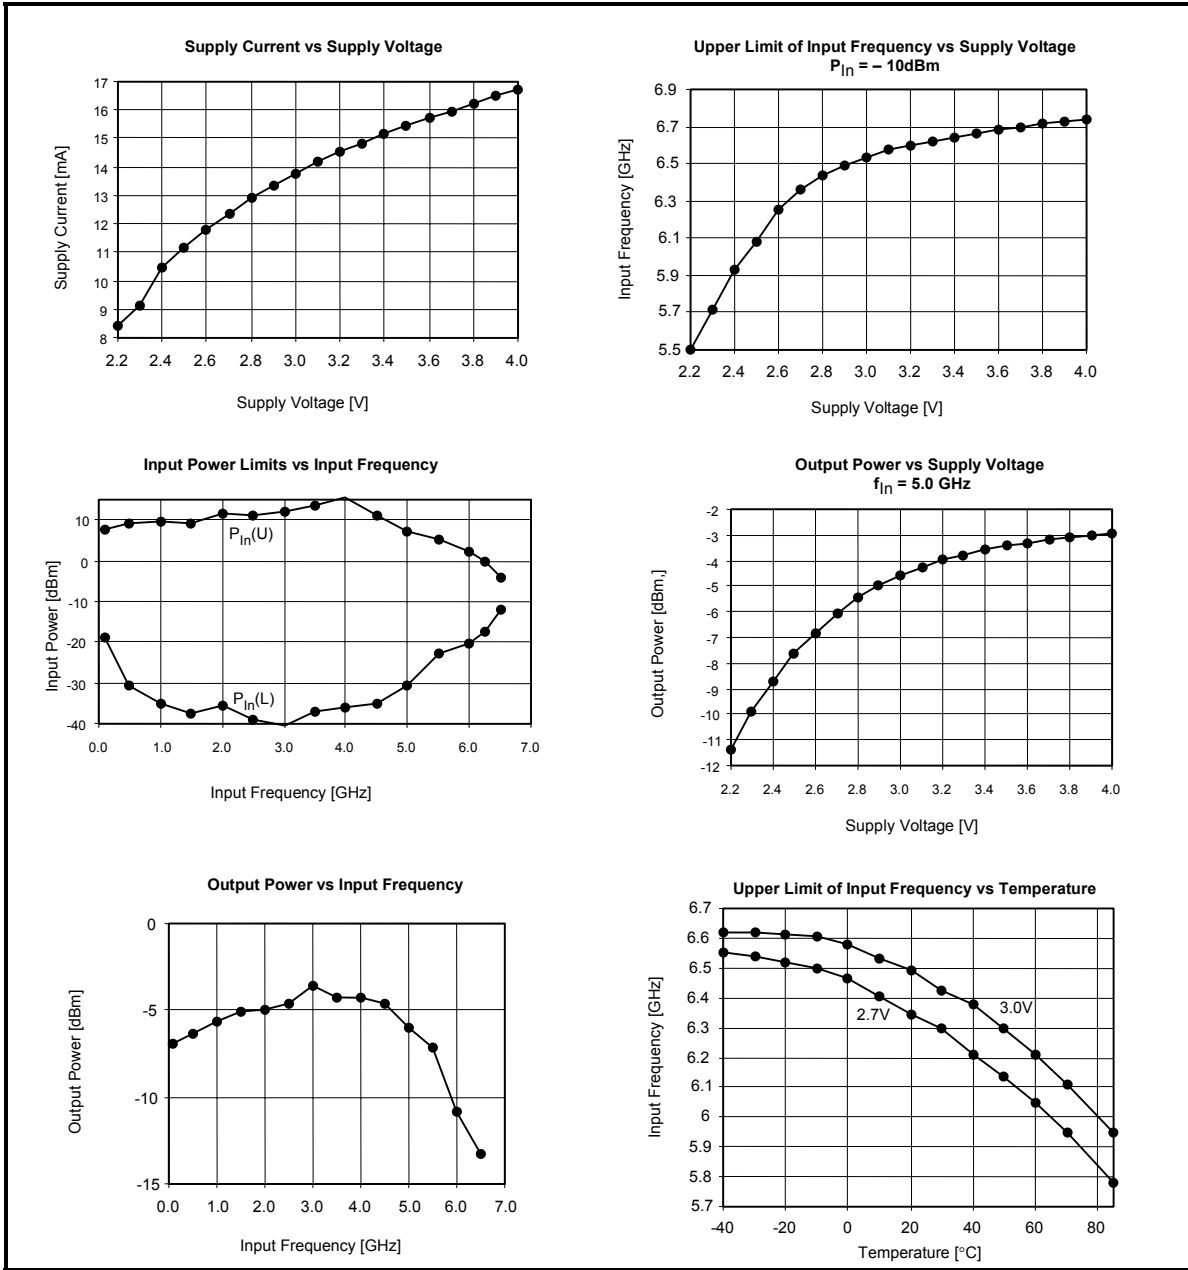 Supply Current vs Supply Voltage
17
16
15
14
13
12
11
10
9
8
2.2 2.4 2.6 2.8 3.0 3.2 3.4 3.6 3.8 4.0
Supply Current [mA]
Supply Voltage [V]
Upper Limit of Input Frequency vs Supply Voltage
PIn = – 10dBm
6.9
6.7
6.5
6.3
6.1
5.9
5.7
5.5
2.2 2.4 2.6 2.8 3.0 3.2 3.4 3.6 3.8 4.0
Input Frequency [GHz]
Supply Voltage [V]
Input Power Limits vs Input Frequency
10
0
-10
-20
-30
-40
PIn(U)
PIn(L)
0.0 1.0 2.0 3.0 4.0 5.0 6.0 7.0
Input Power [dBm]
Input Frequency [GHz]
Output Power vs Supply Voltage
fIn = 5.0 GHz
-2
-3
-4
-5
-6
-7
-8
-9
-10
-11
-12
2.2 2.4 2.6 2.8 3.0 3.2 3.4 3.6 3.8 4.0
Output Power [dBm.]
Supply Voltage [V]
Output Power vs Input Frequency
0
-5
-10
-15
0.0 1.0 2.0 3.0 4.0 5.0 6.0 7.0
Output Power [dBm]
Input Frequency [GHz]
Upper Limit of Input Frequency vs Temperature
6.7
6.6
6.5
6.4
6.3
6.2
6.1
6
5.9
5.8
5.7
2.7V
3.0V
-40 -20 0 20 40 60 80
Input Frequency [GHz]
Temperature [°C]